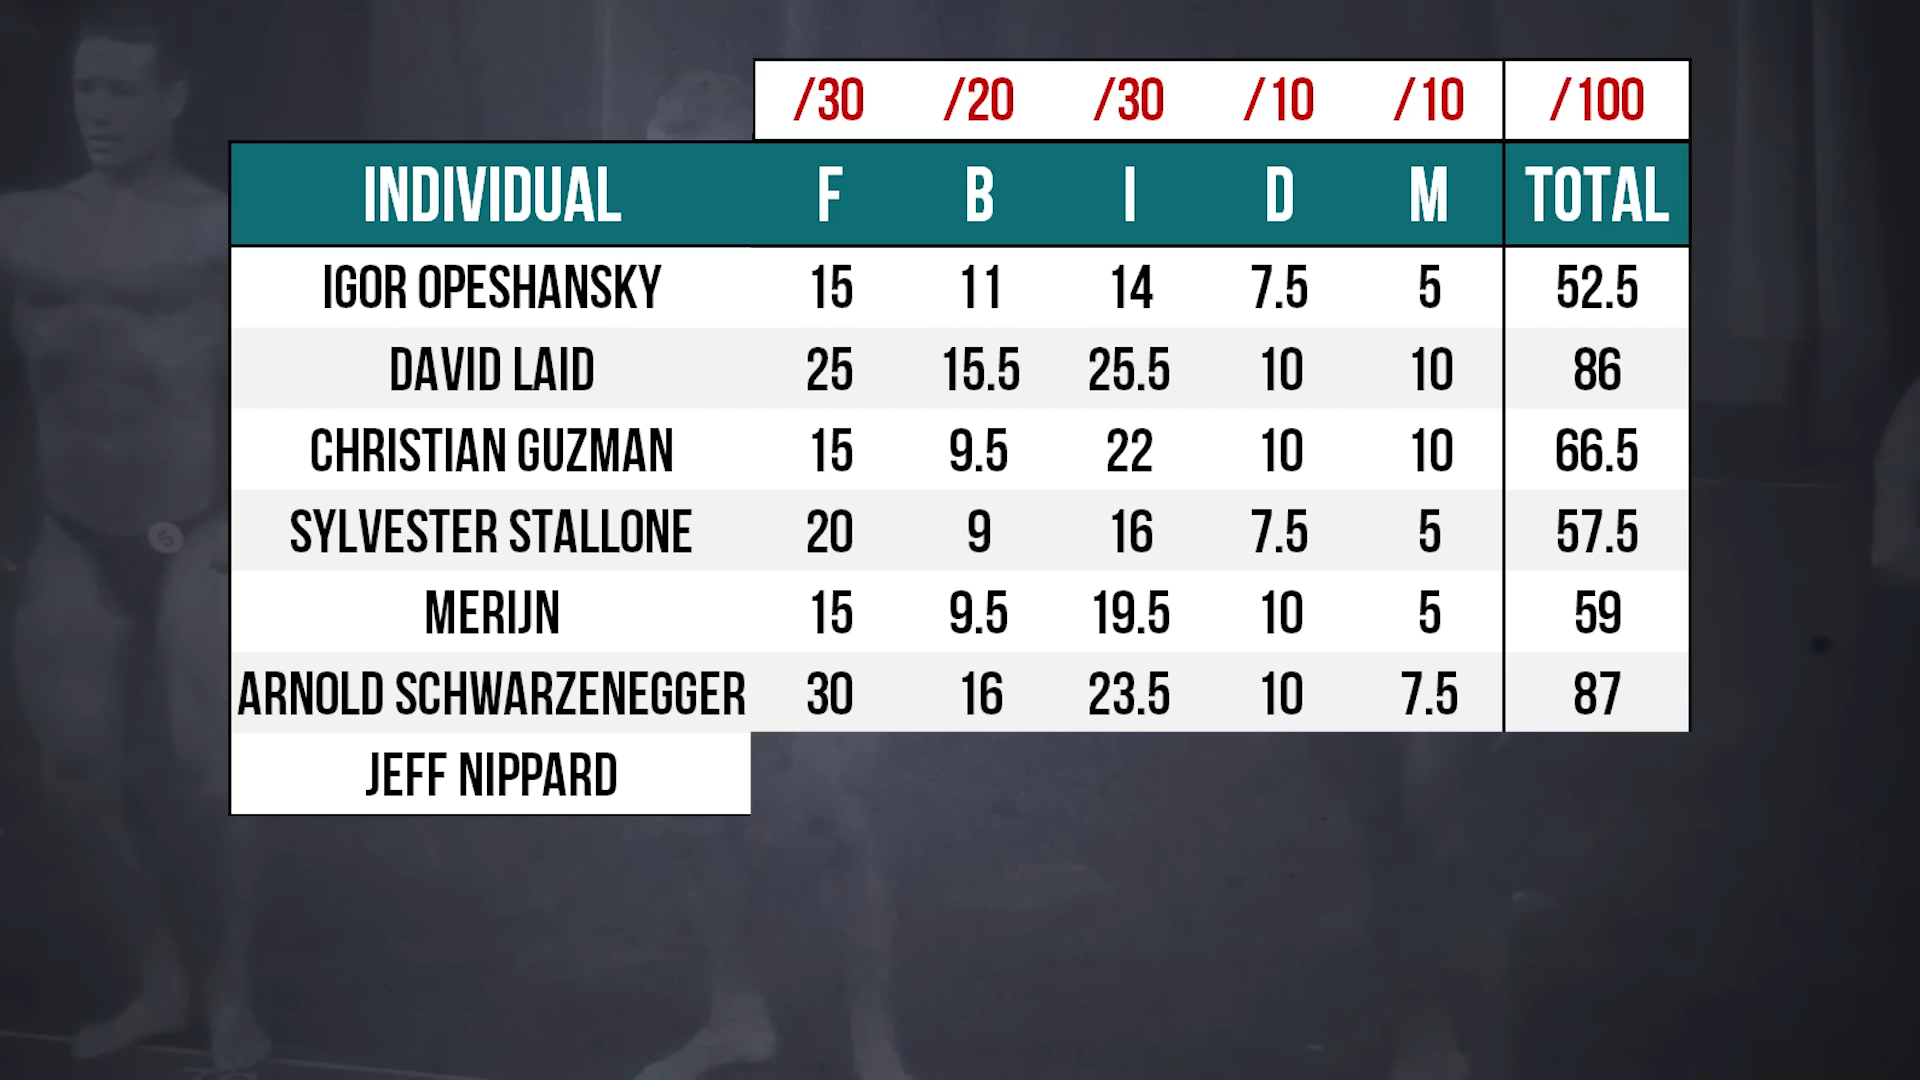 /30 /20 /30 /10 /10 /100
INDIVIDUAL F B I D M TOTAL
IGOR OPESHANSKY 15 11 14 7.5 5 52.5
DAVID LAID 25 15.5 25.5 10 10 86
CHRISTIAN GUZMAN 15 9.5 22 10 10 66.5
SYLVESTER STALLONE 20 9 16 7.5 5 57.5
MERIJN 15 9.5 19.5 10 5 59
ARNOLD SCHWARZENEGGER 30 16 23.5 10 7.5 87
JEFF NIPPARD
5